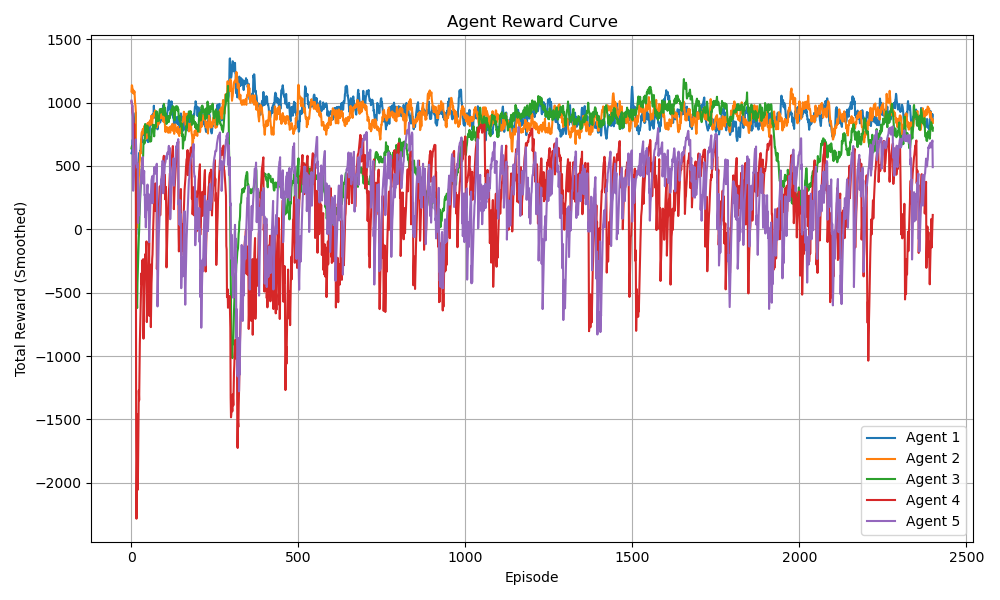 Agent Reward Curve
1500
1000
500
0
−500
−1000
−1500
−2000
Total Reward (Smoothed)
0
500
1000
1500
2000
2500
Episode
Agent 1
Agent 2
Agent 3
Agent 4
Agent 5